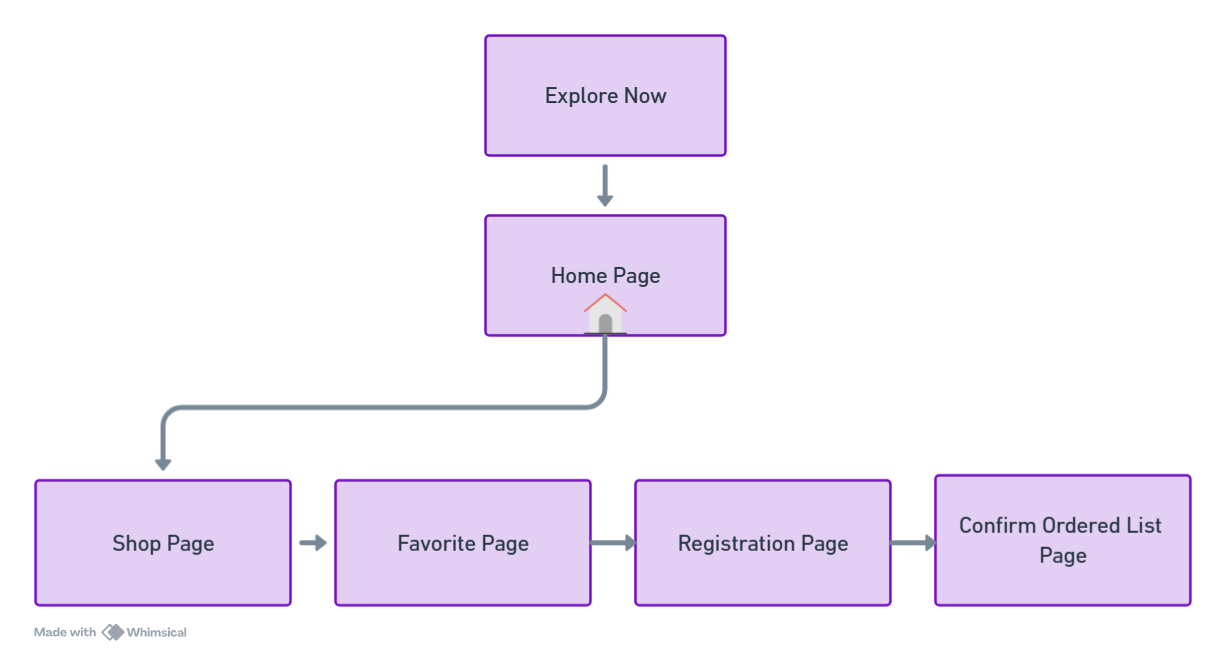 Explore Now
Home Page
Shop Page
Favorite Page
Registration Page
Confirm Ordered List
Page
Made with Whimsical